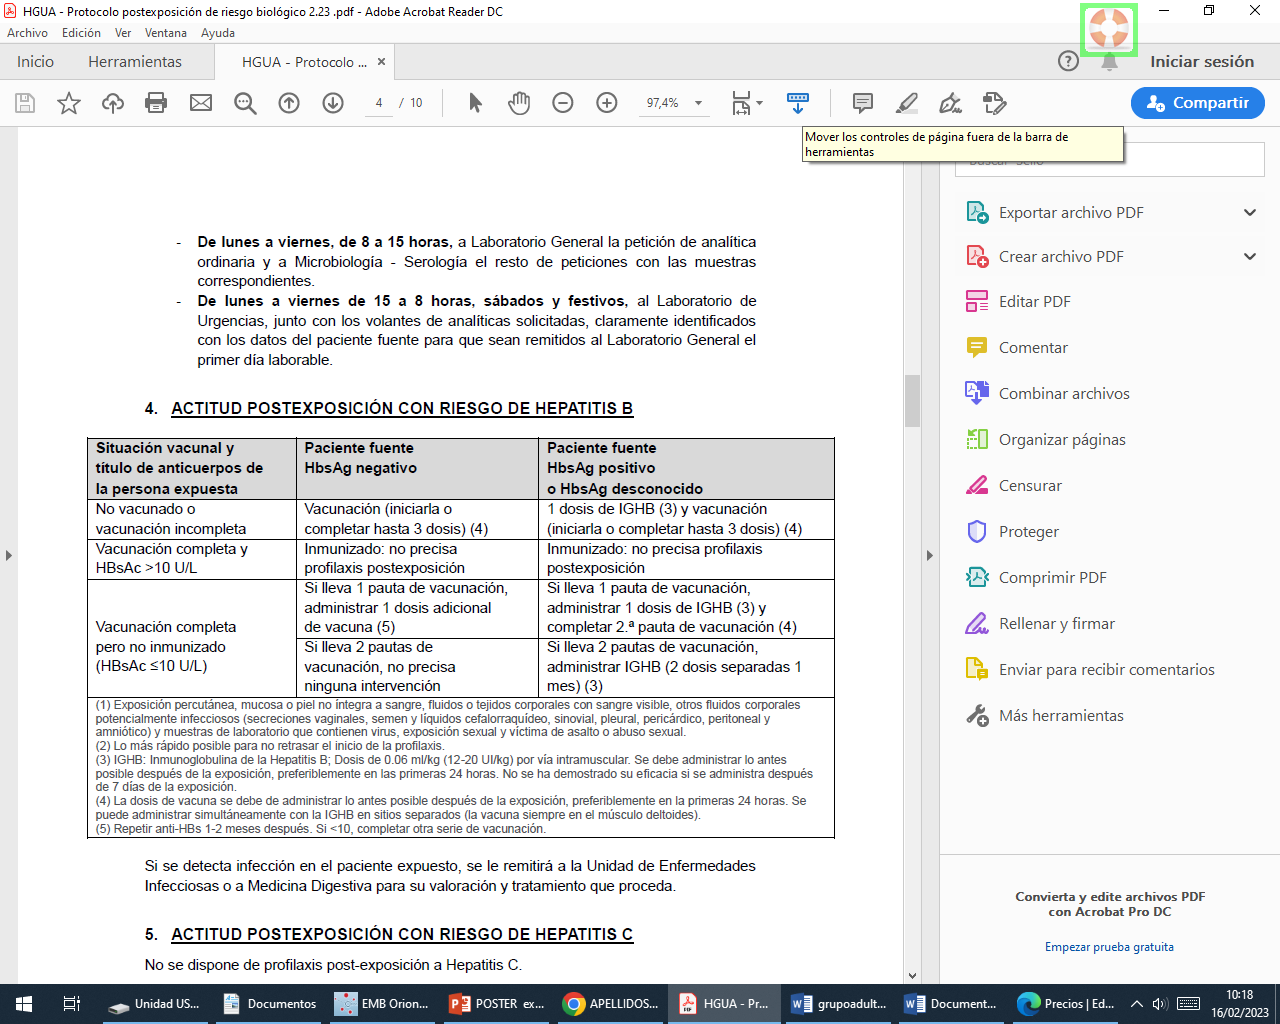 HGUA - Protocolo postexposición de riesgo biológico 2.23 .pdf - Adobe Acrobat Reader DC
Archivo Edición Ver Ventana Ayuda
Inicio Herramientas HGUA - Protocolo ... × Iniciar sesión
4 / 10 97,4% Compartir
Mover los controles de página fuera de la barra de
herramientas
- De lunes a viernes, de 8 a 15 horas, a Laboratorio General la petición de analítica
ordinaria y a Microbiología - Serología el resto de peticiones con las muestras
correspondientes.
- De lunes a viernes de 15 a 8 horas, sábados y festivos, al Laboratorio de
Urgencias, junto con los volantes de analíticas solicitadas, claramente identificados
con los datos del paciente fuente para que sean remitidos al Laboratorio General el
primer día laborable.
4. ACTITUD POSTEXPOSICIÓN CON RIESGO DE HEPATITIS B
Situación vacunal y
título de anticuerpos de
la persona expuesta
Paciente fuente
HbsAg negativo
Paciente fuente
HbsAg positivo
o HbsAg desconocido
No vacunado o
vacunación incompleta
Vacunación (iniciarla o
completar hasta 3 dosis) (4)
1 dosis de IGHB (3) y vacunación
(iniciarla o completar hasta 3 dosis) (4)
Vacunación completa y
HBsAc >10 U/L
Inmunizado: no precisa
profilaxis postexposición
Inmunizado: no precisa profilaxis
postexposición
Vacunación completa
pero no inmunizado
(HBsAc ≤10 U/L)
Si lleva 1 pauta de vacunación,
administrar 1 dosis adicional
de vacuna (5)
Si lleva 1 pauta de vacunación,
administrar 1 dosis de IGHB (3) y
completar 2.ª pauta de vacunación (4)
Si lleva 2 pautas de
vacunación, no precisa
ninguna intervención
Si lleva 2 pautas de vacunación,
administrar IGHB (2 dosis separadas 1
mes) (3)
(1) Exposición percutánea, mucosa o piel no íntegra a sangre, fluidos o tejidos corporales con sangre visible, otros fluidos corporales
potencialmente infecciosos (secreciones vaginales, semen y líquidos cefalorraquídeo, sinovial, pleural, pericárdico, peritoneal y
amniótico) y muestras de laboratorio que contienen virus, exposición sexual y víctima de asalto o abuso sexual.
(2) Lo más rápido posible para no retrasar el inicio de la profilaxis.
(3) IGHB: Inmunoglobulina de la Hepatitis B; Dosis de 0.06 ml/kg (12-20 UI/kg) por vía intramuscular. Se debe administrar lo antes
posible después de la exposición, preferiblemente en las primeras 24 horas. No se ha demostrado su eficacia si se administra después
de 7 días de la exposición.
(4) La dosis de vacuna se debe de administrar lo antes posible después de la exposición, preferiblemente en la primeras 24 horas. Se
puede administrar simultáneamente con la IGHB en sitios separados (la vacuna siempre en el músculo deltoides).
(5) Repetir anti-HBs 1-2 meses después. Si <10, completar otra serie de vacunación.
Si se detecta infección en el paciente expuesto, se le remitirá a la Unidad de Enfermedades
Infecciosas o a Medicina Digestiva para su valoración y tratamiento que proceda.
5. ACTITUD POSTEXPOSICIÓN CON RIESGO DE HEPATITIS C
No se dispone de profilaxis post-exposición a Hepatitis C.
Exportar archivo PDF
Crear archivo PDF
Editar PDF
Comentar
Combinar archivos
Organizar páginas
Censurar
Proteger
Comprimir PDF
Rellenar y firmar
Enviar para recibir comentarios
Más herramientas
Convierta y edite archivos PDF
con Acrobat Pro DC
Empezar prueba gratuita
Unidad US... Documentos EMB Orion... POSTER ex... APELLIDOS... HGUA - Pr... grupoadult... Document... Precios | Ed...
10:18
16/02/2023